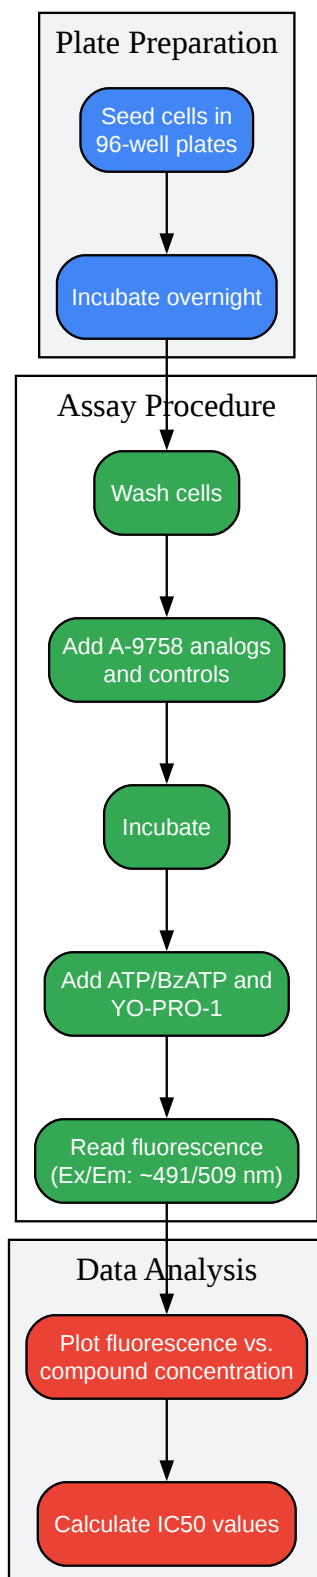 Plate Preparation
Seed cells in
96-well plates
Incubate overnight
Assay Procedure
Wash cells
Add A-9758 analogs
and controls
Incubate
Add ATP/BzATP and
YO-PRO-1
Read fluorescence
(Ex/Em: ~491/509 nm)
Data Analysis
Plot fluorescence vs.
compound concentration
Calculate IC50 values